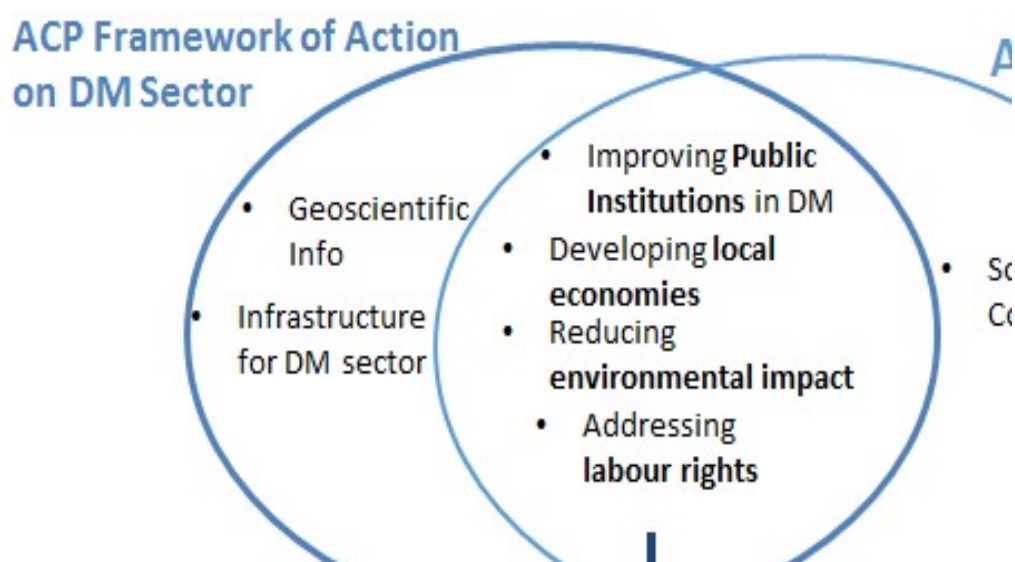 ACP Framework of Action
on DM Sector
• Geoscientific
Info
• Infrastructure
for DM sector
• Improving Public
Institutions in DM
• Developing local
economies
• Reducing
environmental impact
• Addressing
labour rights